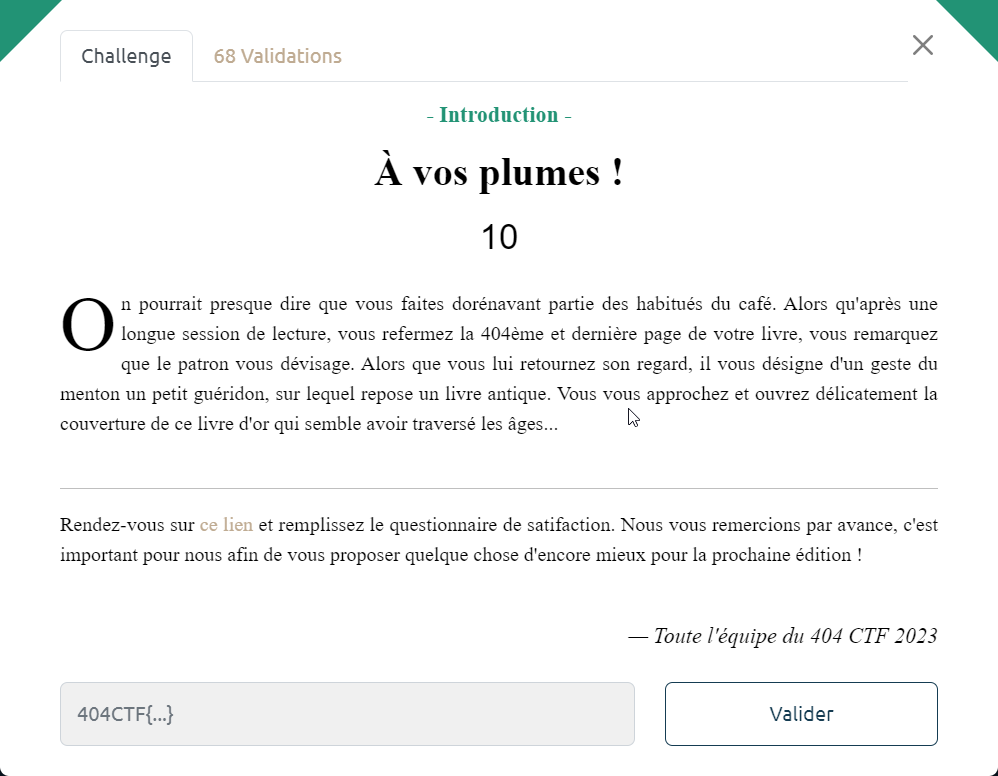 Challenge
68 Validations
- Introduction -
À vos plumes !
10
On pourrait presque dire que vous faites dorénavant partie des habitués du café. Alors qu'après une
longue session de lecture, vous refermez la 404ème et dernière page de votre livre, vous remarquez
que le patron vous dévisage. Alors que vous lui retournez son regard, il vous désigne d'un geste du
menton un petit guéridon, sur lequel repose un livre antique. Vous vous approchez et ouvrez délicatement la
couverture de ce livre d'or qui semble avoir traversé les âges...
Rendez-vous sur ce lien et remplissez le questionnaire de satifaction. Nous vous remercions par avance, c'est
important pour nous afin de vous proposer quelque chose d'encore mieux pour la prochaine édition !
— Toute l'équipe du 404 CTF 2023
404CTF{...}
Valider